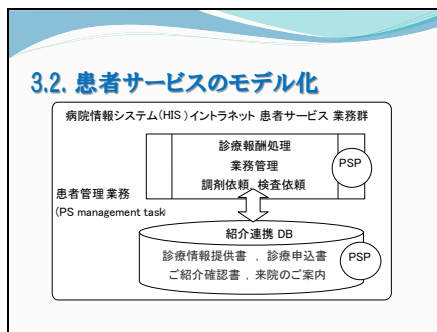 3.2. 患者サービスのモデル化
病院情報システム(HIS)イントラネット 患者サービス 業務群
診療報酬処理
業務管理
調剤依頼, 検査依頼
PSP
患者管理 業務
(PS management task
紹介連携 DB
診療情報提供書 , 診療申込書
ご紹介確認書 , 来院のご案内
PSP